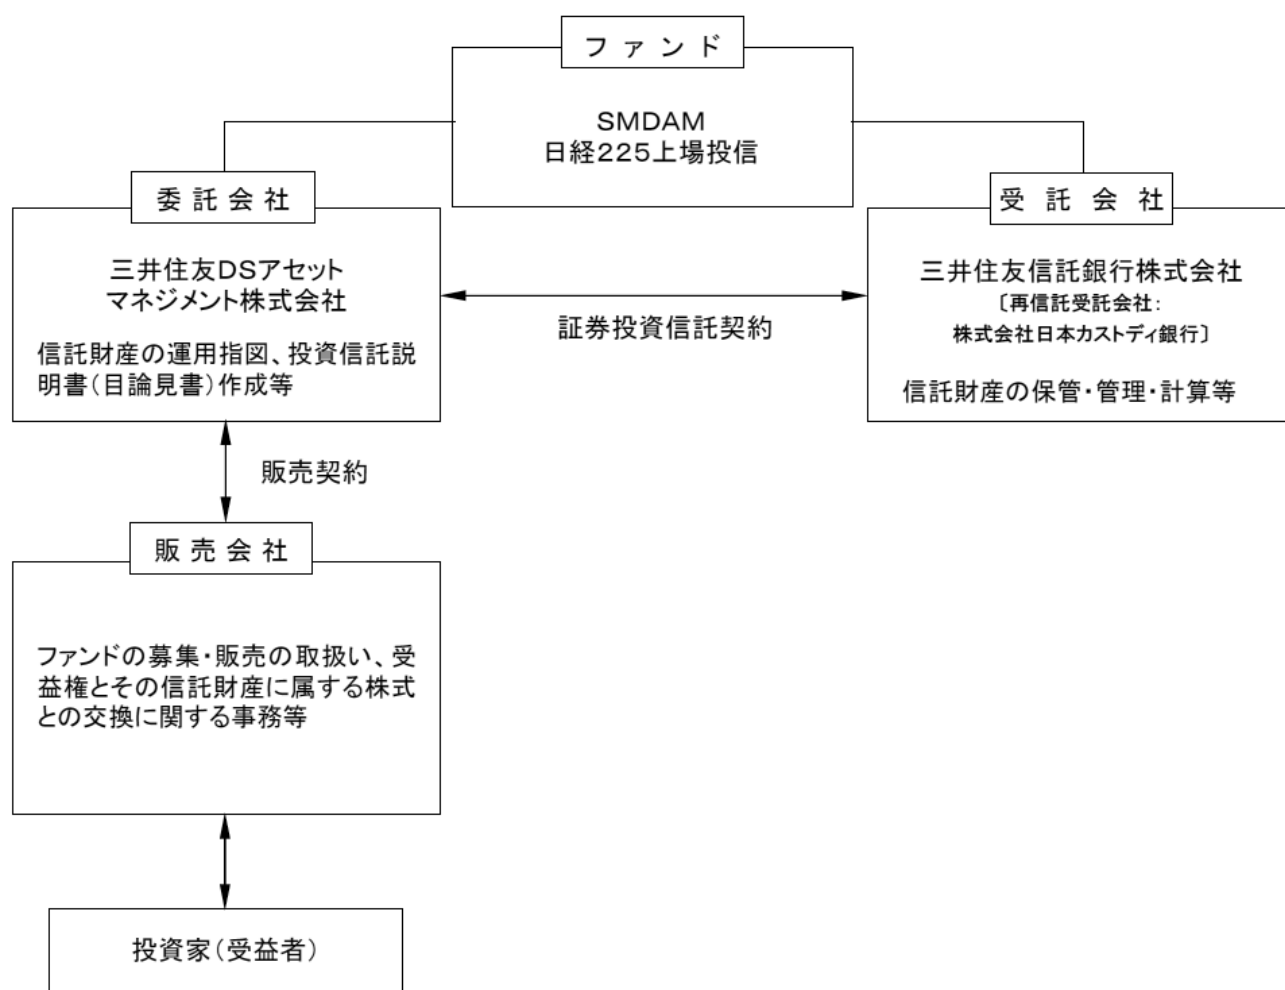 ファンド
SMDAM
日経225上場投信
委託会社
三井住友DSアセット
マネジメント株式会社
信託財産の運用指図、投資信託説
明書(目論見書)作成等
証券投資信託契約
受託会社
三井住友信託銀行株式会社
〔再信託受託会社:
株式会社日本カストディ銀行〕
信託財産の保管・管理・計算等
販売契約
販売会社
ファンドの募集・販売の取扱い、受
益権とその信託財産に属する株式
との交換に関する事務等
投資家(受益者)